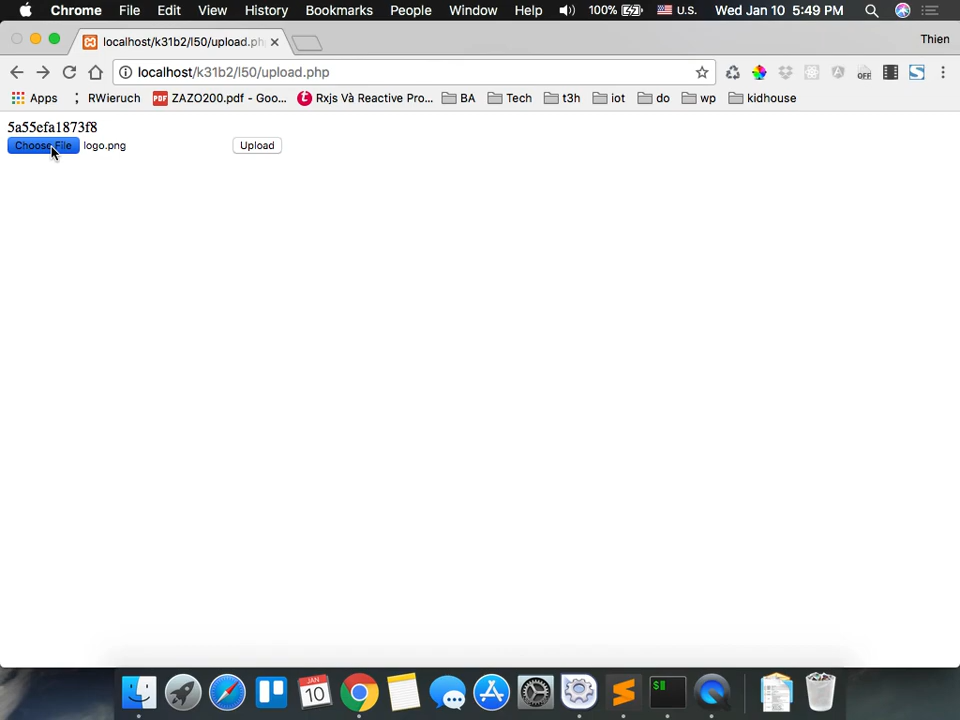 Chrome File Edit View History Bookmarks People Window Help 100% U.S. Wed Jan 10 5:49 PM
localhost/k31b2/l50/upload.ph
Thien
localhost/k31b2/l50/upload.php
Apps RWieruch PDF ZAZO200.pdf - Goo... Rxjs Và Reactive Pro... BA Tech t3h iot do wp kidhouse
OFF
5a55efa1873f8
Choose File logo.png Upload
JAN
10